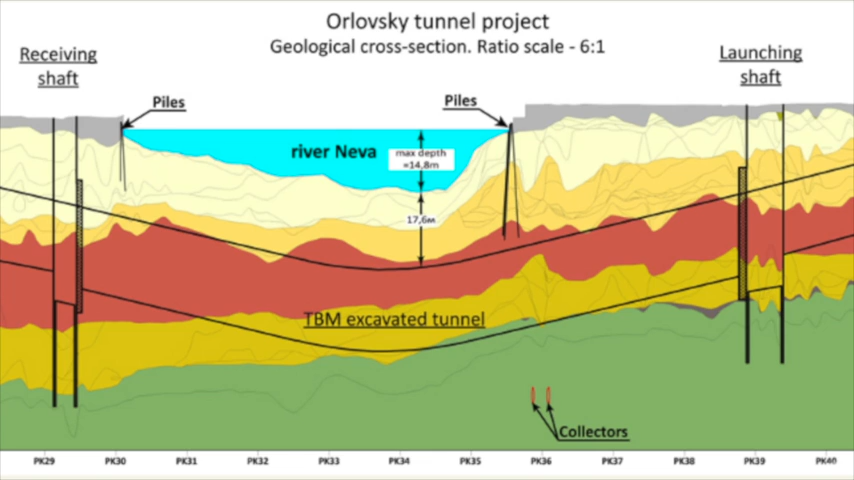 Orlovsky tunnel project
Geological cross-section. Ratio scale - 6:1
Receiving
shaft
Launching
shaft
Piles
Piles
river Neva
max depth
=14,8m
17,6м
TBM excavated tunnel
Collectors
PK29 PK30 PK31 PK32 PK33 PK34 PK35 PK36 PK37 PK38 PK39 PK40